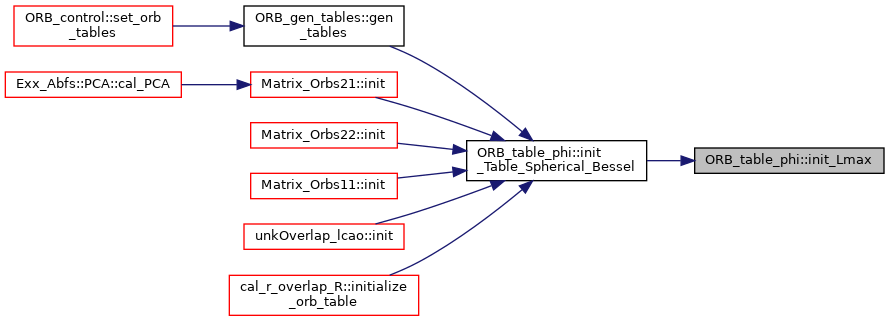 ORB_control::set_orb
_tables
ORB_gen_tables::gen
_tables
Exx_Abfs::PCA::cal_PCA
Matrix_Orbs21::init
Matrix_Orbs22::init
Matrix_Orbs11::init
unkOverlap_lcao::init
cal_r_overlap_R::initialize
_orb_table
ORB_table_phi::init
_Table_Spherical_Bessel
ORB_table_phi::init_Lmax